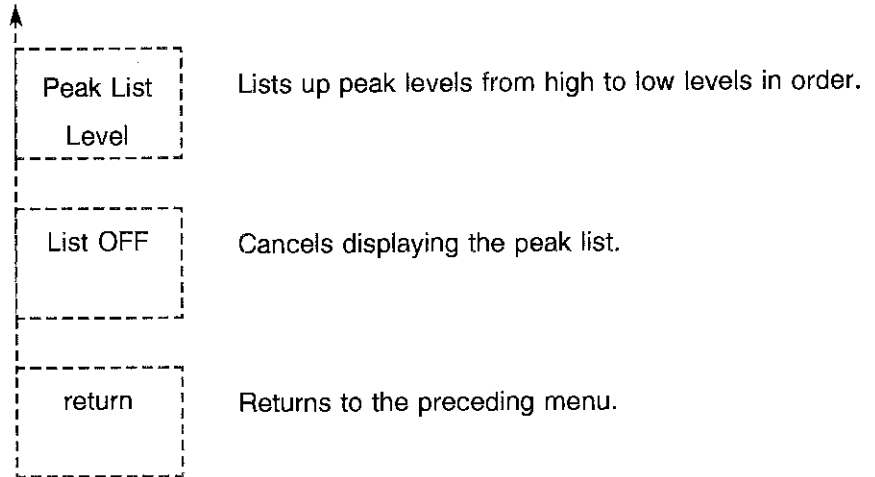 Peak List
Level
Lists up peak levels from high to low levels in order.
List OFF
Cancels displaying the peak list.
return
Returns to the preceding menu.